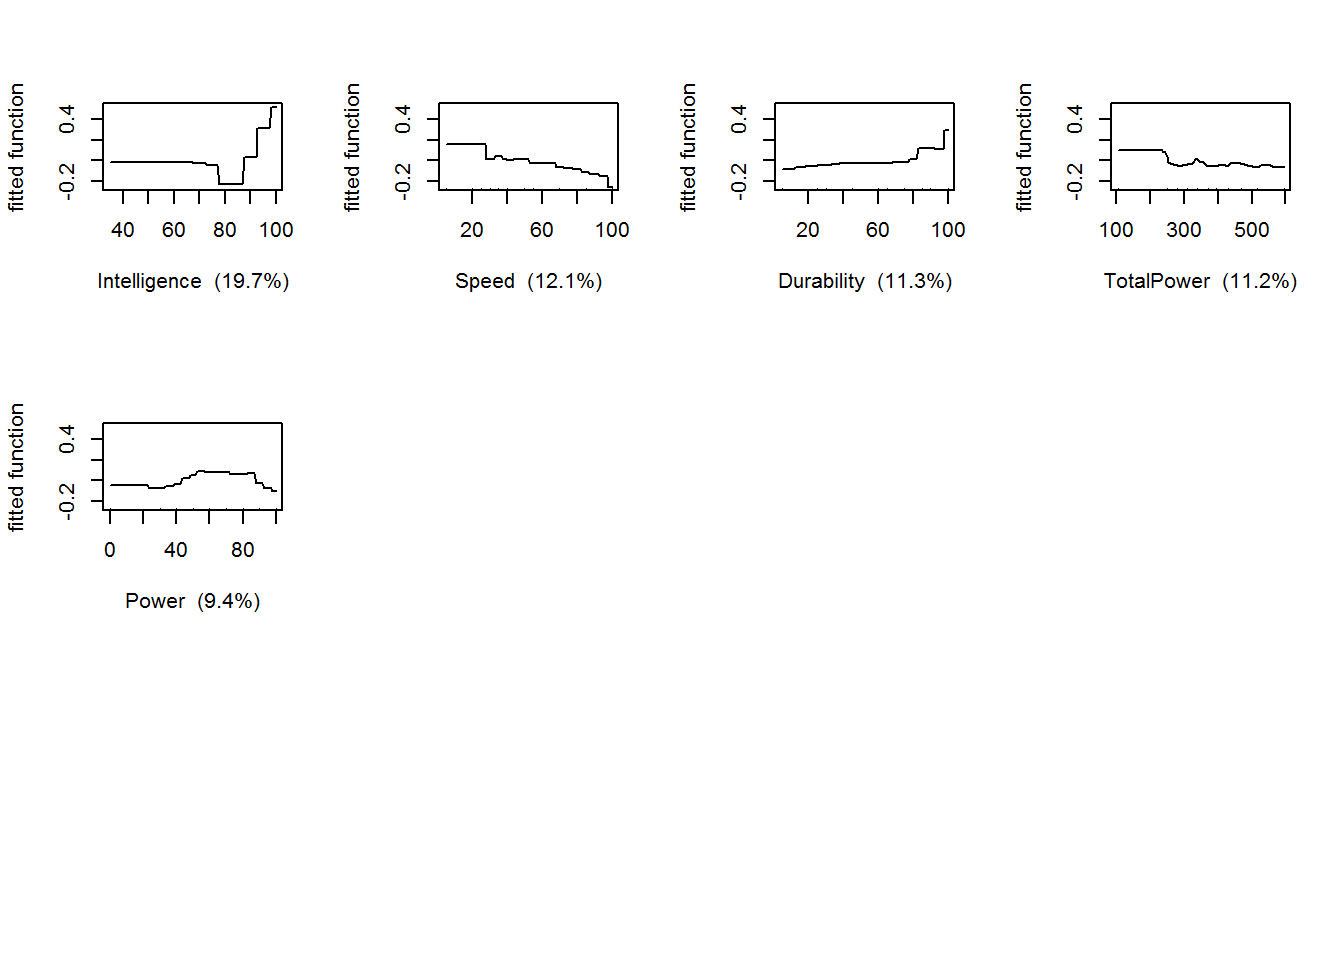 fitted function
0.4
-0.2
40 60 80 100
Intelligence (19.7%)
fitted function
0.4
-0.2
20 60 100
Speed (12.1%)
fitted function
0.4
-0.2
20 60 100
Durability (11.3%)
fitted function
0.4
-0.2
100 300 500
TotalPower (11.2%)
fitted function
0.4
-0.2
0 40 80
Power (9.4%)